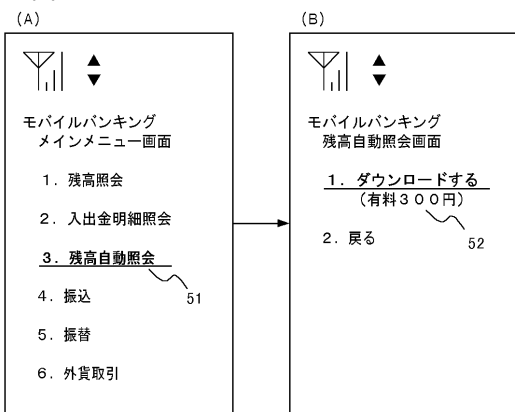 (A)
モバイルバンキング
メインメニュー画面
1. 残高照会
2. 入出金明細照会
3. 残高自動照会
51
4. 振込
5. 振替
6. 外貨取引
(B)
モバイルバンキング
残高自動照会画面
1. ダウンロードする
(有料300円)
52
2. 戻る